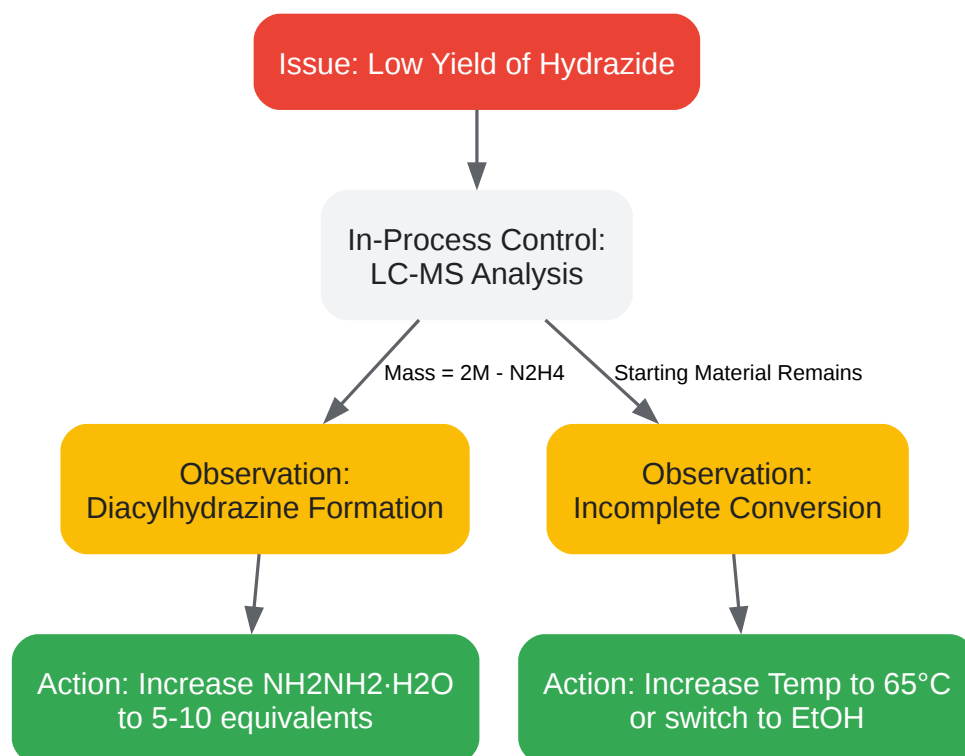 Issue: Low Yield of Hydrazide
In-Process Control:
LC-MS Analysis
Mass = 2M - N2H4
Starting Material Remains
Observation:
Diacylhydrazine Formation
Observation:
Incomplete Conversion
Action: Increase NH2NH2·H2O
to 5-10 equivalents
Action: Increase Temp to 65°C
or switch to EtOH